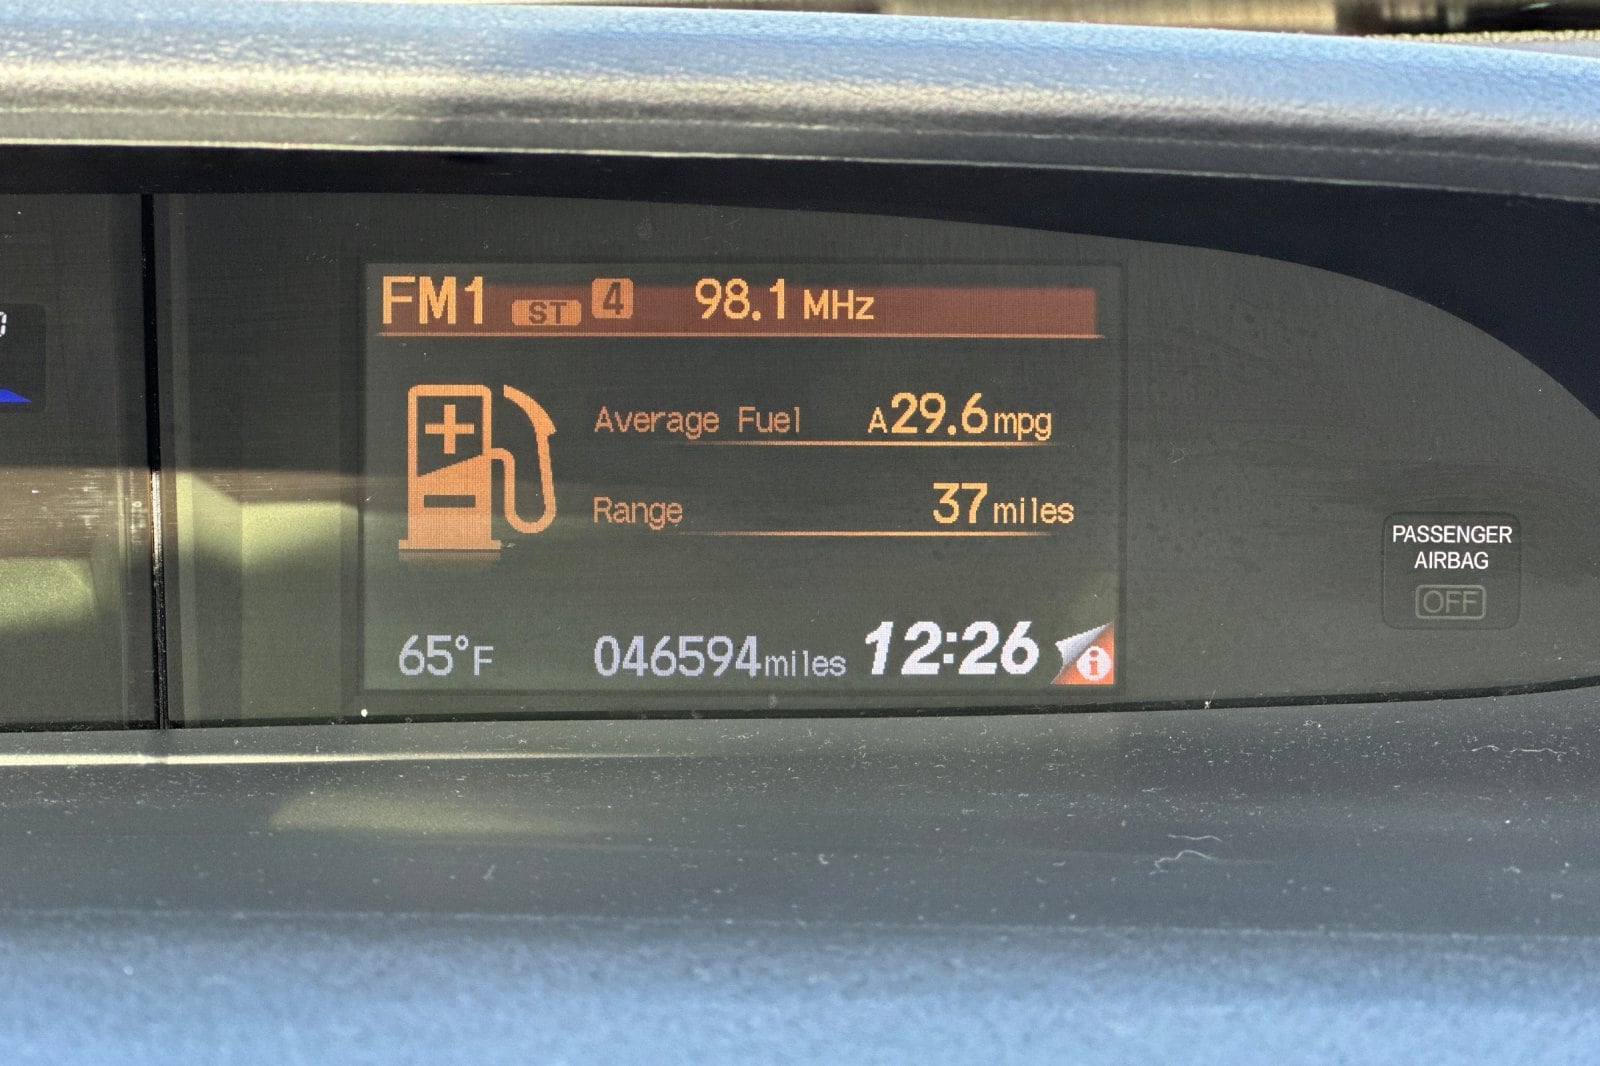 FM1 ST 4 98.1 MHz
Average Fuel A29.6mpg
Range 37miles
PASSENGER
AIRBAG
OFF
65°F 046594miles 12:26 i